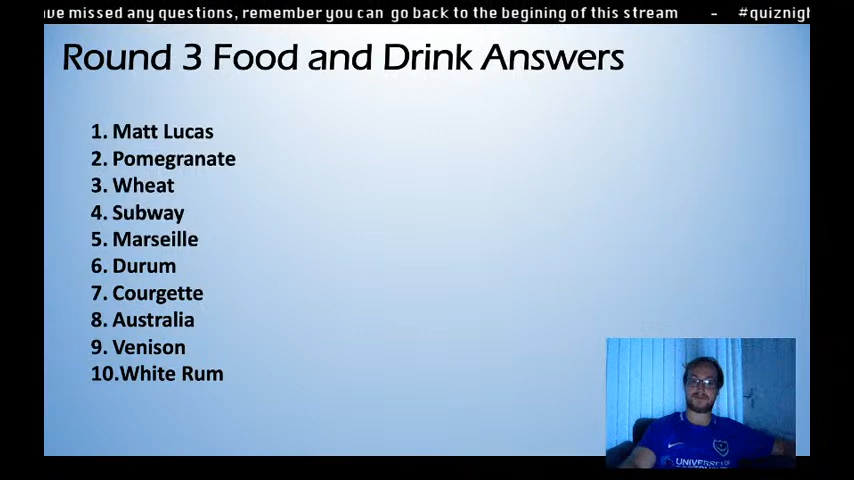 ve missed any questions, remember you can go back to the begining of this stream - #quiznigh
Round 3 Food and Drink Answers
1. Matt Lucas
2. Pomegranate
3. Wheat
4. Subway
5. Marseille
6. Durum
7. Courgette
8. Australia
9. Venison
10.White Rum